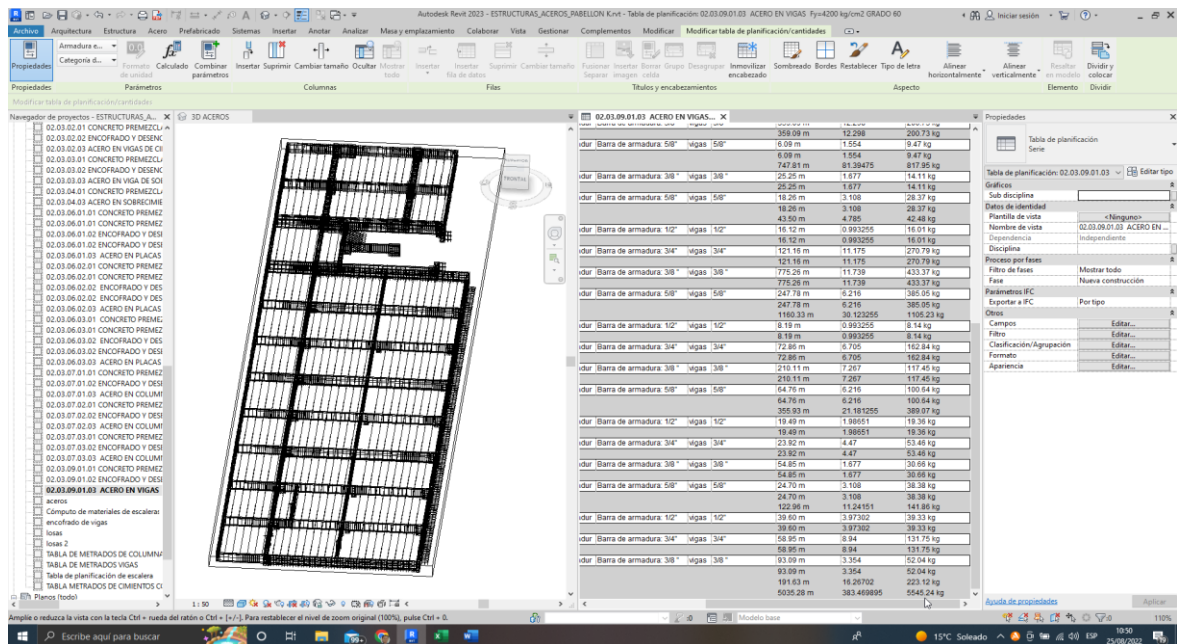 Autodesk Revit 2023 - ESTRUCTURAS_ACEROS_PABELLON K.rvt - Tabla de planificación: 02.03.09.01.03 ACERO EN VIGAS Fy=4200 kg/cm2 GRADO 60
Iniciar sesión
Archivo Arquitectura Estructura Acero Prefabricado Sistemas Insertar Anotar Analizar Masa y emplazamiento Colaborar Vista Gestionar Complementos Modificar Modificar tabla de planificación/cantidades
Armadura e...
Categoría d...
Propiedades Formato de unidad Calculado Combinar parámetros Insertar Suprimir Cambiar tamaño Ocultar Mostrar todo Insertar Insertar fila de datos Suprimir Cambiar tamaño Fusionar Separar Insertar imagen Borrar celda Grupo Desagrupar Inmovilizar encabezado Sombreado Bordes Restablecer Tipo de letra Alinear horizontalmente Alinear verticalmente Resaltar en modelo Dividir y colocar
Propiedades Parámetros Columnas Filas Títulos y encabezamientos Aspecto Elemento Dividir
Modificar tabla de planificación/cantidades
Navegador de proyectos - ESTRUCTURAS_A...
02.03.02.01 CONCRETO PREMEZCL
02.03.02.02 ENCOFRADO Y DESENC
02.03.02.03 ACERO EN VIGAS DE CI
02.03.03.01 CONCRETO PREMEZCL
02.03.03.02 ENCOFRADO Y DESENC
02.03.03.03 ACERO EN VIGA DE SO
02.03.04.01 CONCRETO PREMEZCL
02.03.04.03 ACERO EN SOBRECIMIE
02.03.06.01.01 CONCRETO PREMEZ
02.03.06.01.02 ENCOFRADO Y DESE
02.03.06.01.02 ENCOFRADO Y DESE
02.03.06.01.03 ACERO EN PLACAS
02.03.06.02.01 CONCRETO PREMEZ
02.03.06.02.01 CONCRETO PREMEZ
02.03.06.02.02 ENCOFRADO Y DES
02.03.06.02.02 ENCOFRADO Y DES
02.03.06.02.03 ACERO EN PLACAS
02.03.06.03.01 CONCRETO PREMEZ
02.03.06.03.01 CONCRETO PREMEZ
02.03.06.03.02 ENCOFRADO Y DESE
02.03.06.03.02 ENCOFRADO Y DESE
02.03.06.03.03 ACERO EN PLACAS
02.03.07.01.01 CONCRETO PREMEZ
02.03.07.01.02 ENCOFRADO Y DESE
02.03.07.01.03 ACERO EN COLUM
02.03.07.02.01 CONCRETO PREMEZ
02.03.07.02.02 ENCOFRADO Y DESE
02.03.07.02.03 ACERO EN COLUM
02.03.07.03.01 CONCRETO PREMEZ
02.03.07.03.02 ENCOFRADO Y DESE
02.03.07.03.03 ACERO EN COLUM
02.03.09.01.01 CONCRETO PREMEZ
02.03.09.01.02 ENCOFRADO Y DESE
02.03.09.01.03 ACERO EN VIGAS
aceros
Cómputo de materiales de escaleras
encofrado de vigas
losas
losas 2
TABLA DE METRADOS DE COLUMN
TABLA DE METRADOS VIGAS
Tabla de planificación de escalera
TABLA METRADOS DE CIMIENTOS C
Planos (todo)
3D ACEROS
FRONTAL
1 : 50
02.03.09.01.03 ACERO EN VIGAS...
359.09 m 12.298 200.73 kg
Barra de armadura: 5/8" vigas 5/8" 6.09 m 1.554 9.47 kg
6.09 m 1.554 9.47 kg
747.81 m 81.39475 817.95 kg
Barra de armadura: 3/8 " vigas 3/8 " 25.25 m 1.677 14.11 kg
25.25 m 1.677 14.11 kg
Barra de armadura: 5/8" vigas 5/8" 18.26 m 3.108 28.37 kg
18.26 m 3.108 28.37 kg
43.50 m 4.785 42.48 kg
Barra de armadura: 1/2" vigas 1/2" 16.12 m 0.993255 16.01 kg
16.12 m 0.993255 16.01 kg
Barra de armadura: 3/4" vigas 3/4" 121.16 m 11.175 270.79 kg
121.16 m 11.175 270.79 kg
Barra de armadura: 3/8 " vigas 3/8 " 775.26 m 11.739 433.37 kg
775.26 m 11.739 433.37 kg
Barra de armadura: 5/8" vigas 5/8" 247.78 m 6.216 385.05 kg
247.78 m 6.216 385.05 kg
1160.33 m 30.123255 1105.23 kg
Barra de armadura: 1/2" vigas 1/2" 8.19 m 0.993255 8.14 kg
8.19 m 0.993255 8.14 kg
Barra de armadura: 3/4" vigas 3/4" 72.86 m 6.705 162.84 kg
72.86 m 6.705 162.84 kg
Barra de armadura: 3/8 " vigas 3/8 " 210.11 m 7.267 117.45 kg
210.11 m 7.267 117.45 kg
Barra de armadura: 5/8" vigas 5/8" 64.76 m 6.216 100.64 kg
64.76 m 6.216 100.64 kg
355.93 m 21.181255 389.07 kg
Barra de armadura: 1/2" vigas 1/2" 19.49 m 1.98651 19.36 kg
19.49 m 1.98651 19.36 kg
Barra de armadura: 3/4" vigas 3/4" 23.92 m 4.47 53.46 kg
23.92 m 4.47 53.46 kg
Barra de armadura: 3/8 " vigas 3/8 " 54.85 m 1.677 30.66 kg
54.85 m 1.677 30.66 kg
Barra de armadura: 5/8" vigas 5/8" 24.70 m 3.108 38.38 kg
24.70 m 3.108 38.38 kg
122.96 m 11.24151 141.86 kg
Barra de armadura: 1/2" vigas 1/2" 39.60 m 3.97302 39.33 kg
39.60 m 3.97302 39.33 kg
Barra de armadura: 3/4" vigas 3/4" 58.95 m 8.94 131.75 kg
58.95 m 8.94 131.75 kg
Barra de armadura: 3/8 " vigas 3/8 " 93.09 m 3.354 52.04 kg
93.09 m 3.354 52.04 kg
191.63 m 16.26702 223.12 kg
5035.28 m 383.469895 5545.24 kg
Propiedades
Tabla de planificación
Serie
Tabla de planificación: 02.03.09.01.03 Editar tipo
Gráficos
Sub disciplina
Datos de identidad
Plantilla de vista <Ninguno>
Nombre de vista 02.03.09.01.03 ACERO EN ...
Dependencia Independiente
Disciplina
Proceso por fases
Filtro de fases Mostrar todo
Fase Nueva construcción
Parámetros IFC
Exportar a IFC Por tipo
Otros
Campos Editar...
Filtro Editar...
Clasificación/Agrupación Editar...
Formato Editar...
Apariencia Editar...
Ayuda de propiedades Aplicar
Amplíe o reduzca la vista con la tecla Ctrl + rueda del ratón o Ctrl + [+/-]. Para restablecer el nivel de zoom original (100%), pulse Ctrl + 0.
:0 Modelo base :0 110%
Escribe aquí para buscar
99+
15°C Soleado ESP 10:50
25/08/2022